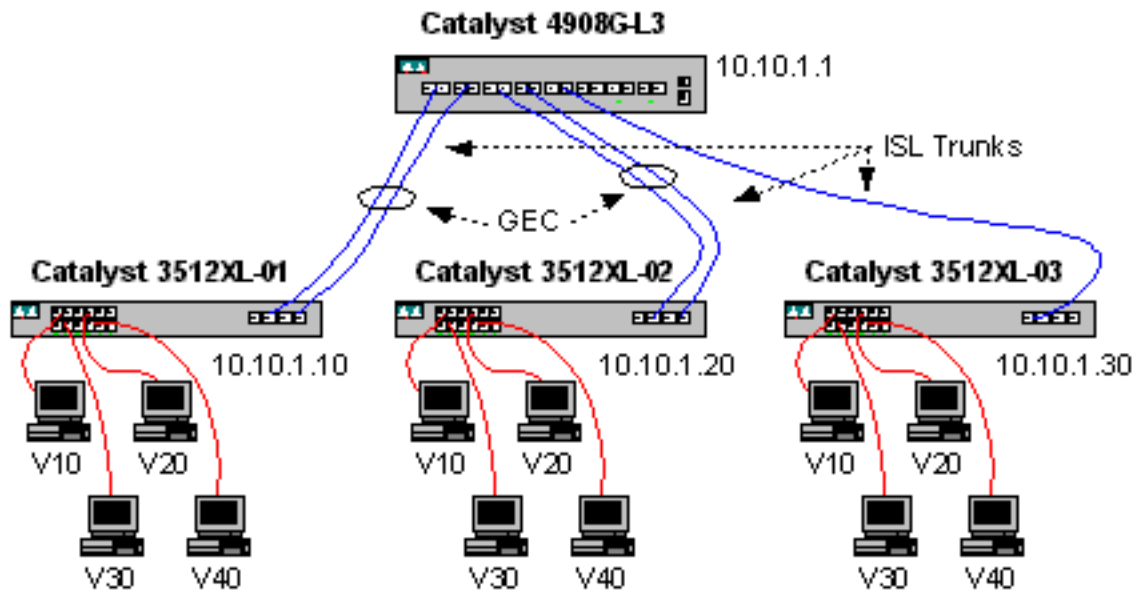 Catalyst 4908G-L3
10.10.1.1
ISL Trunks
GEC
Catalyst 3512XL-01
Catalyst 3512XL-02
Catalyst 3512XL-03
10.10.1.10
10.10.1.20
10.10.1.30
V10
V20
V10
V20
V10
V20
V30
V40
V30
V40
V30
V40